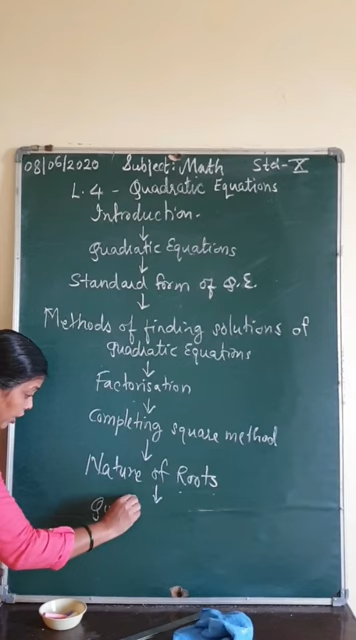 08/06/2020 Subject: Math Std-X
L.4 - Quadratic Equations
Introduction.
Quadratic Equations
Standard form of Q.E.
Methods of finding solutions of
Quadratic Equations
Factorisation
Completing square method
Nature of Roots